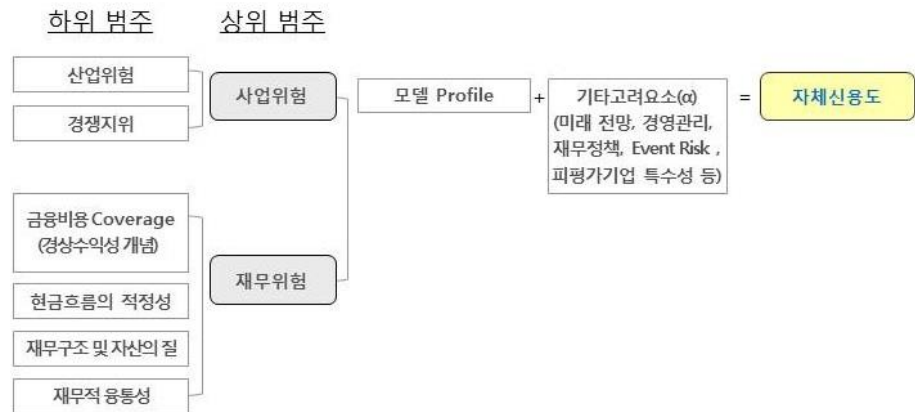 하위 범주
상위 범주
산업위험
경쟁지위
사업위험
모델 Profile
+
기타고려요소(α)
(미래 전망, 경영관리,
재무정책, Event Risk ,
피평가기업 특수성 등)
=
자체신용도
금융비용 Coverage
(경상수익성 개념)
현금흐름의 적정성
재무구조 및 자산의 질
재무적 융통성
재무위험